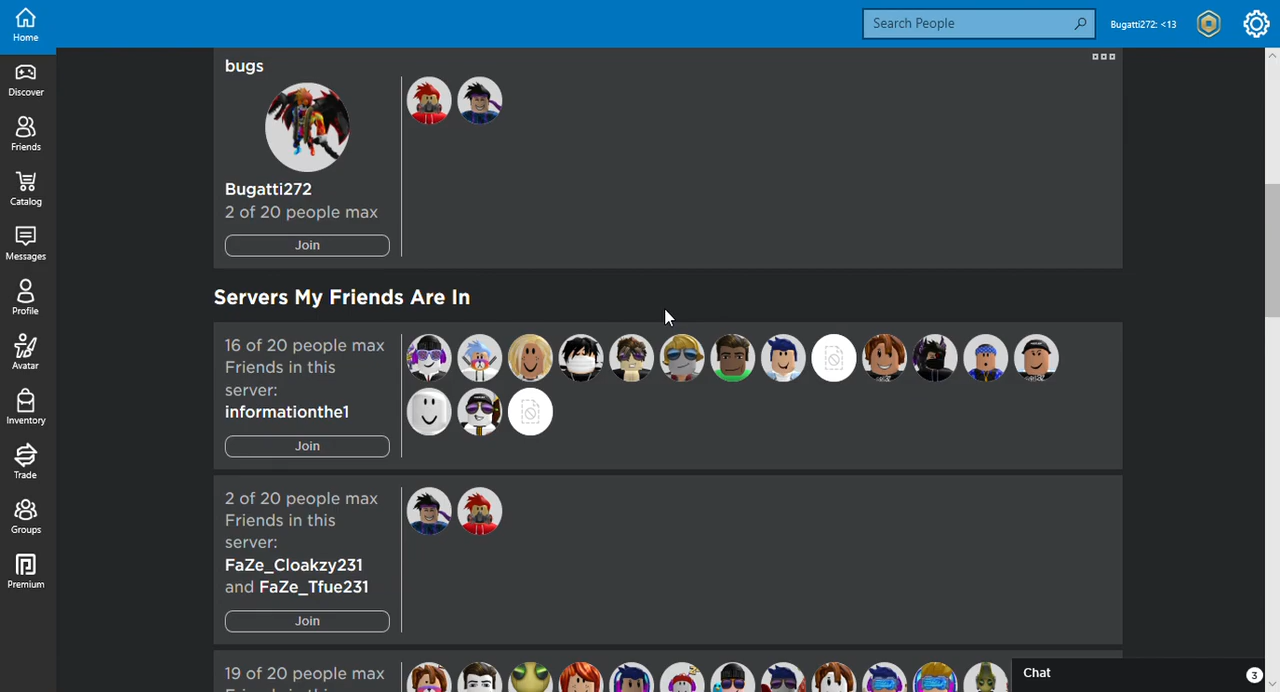 Home
Search People
Bugatti272: <13
Discover
Friends
Catalog
Messages
Profile
Avatar
Inventory
Trade
Groups
Premium
bugs
Bugatti272
2 of 20 people max
Join
Servers My Friends Are In
16 of 20 people max
Friends in this
server:
informationthe1
Join
2 of 20 people max
Friends in this
server:
FaZe_Cloakzy231
and FaZe_Tfue231
Join
19 of 20 people max
Friends in this
Chat
3